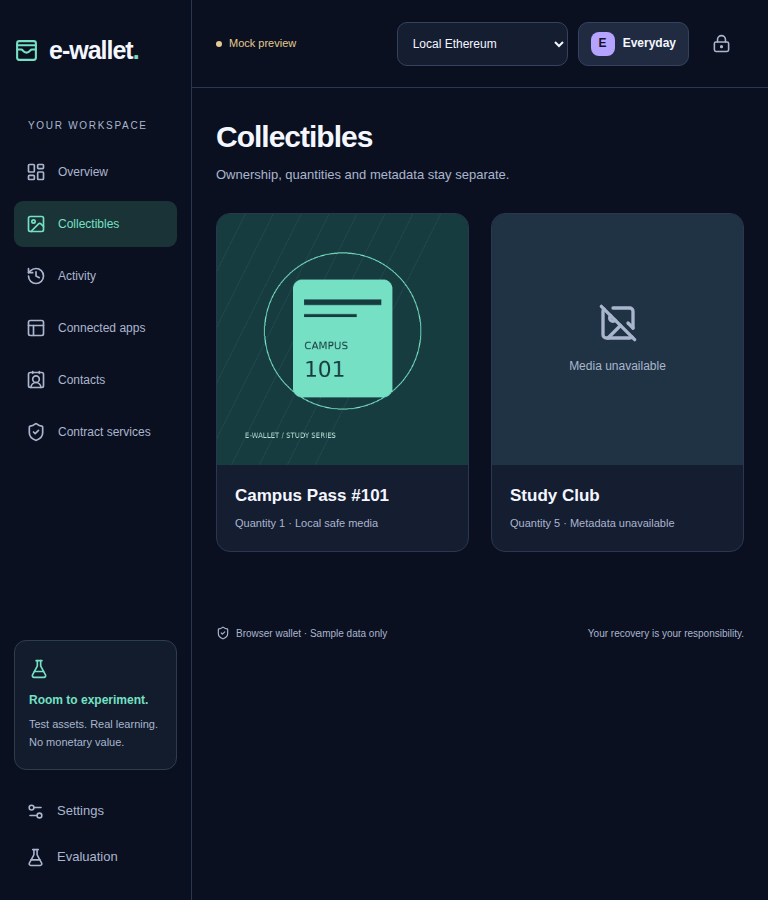 e-wallet.
Mock preview
Local Ethereum
E
Everyday
YOUR WORKSPACE
Overview
Collectibles
Activity
Connected apps
Contacts
Contract services
Room to experiment.
Test assets. Real learning.
No monetary value.
Settings
Evaluation
Collectibles
Ownership, quantities and metadata stay separate.
CAMPUS
101
E-WALLET / STUDY SERIES
Campus Pass #101
Quantity 1 · Local safe media
Media unavailable
Study Club
Quantity 5 · Metadata unavailable
Browser wallet · Sample data only
Your recovery is your responsibility.